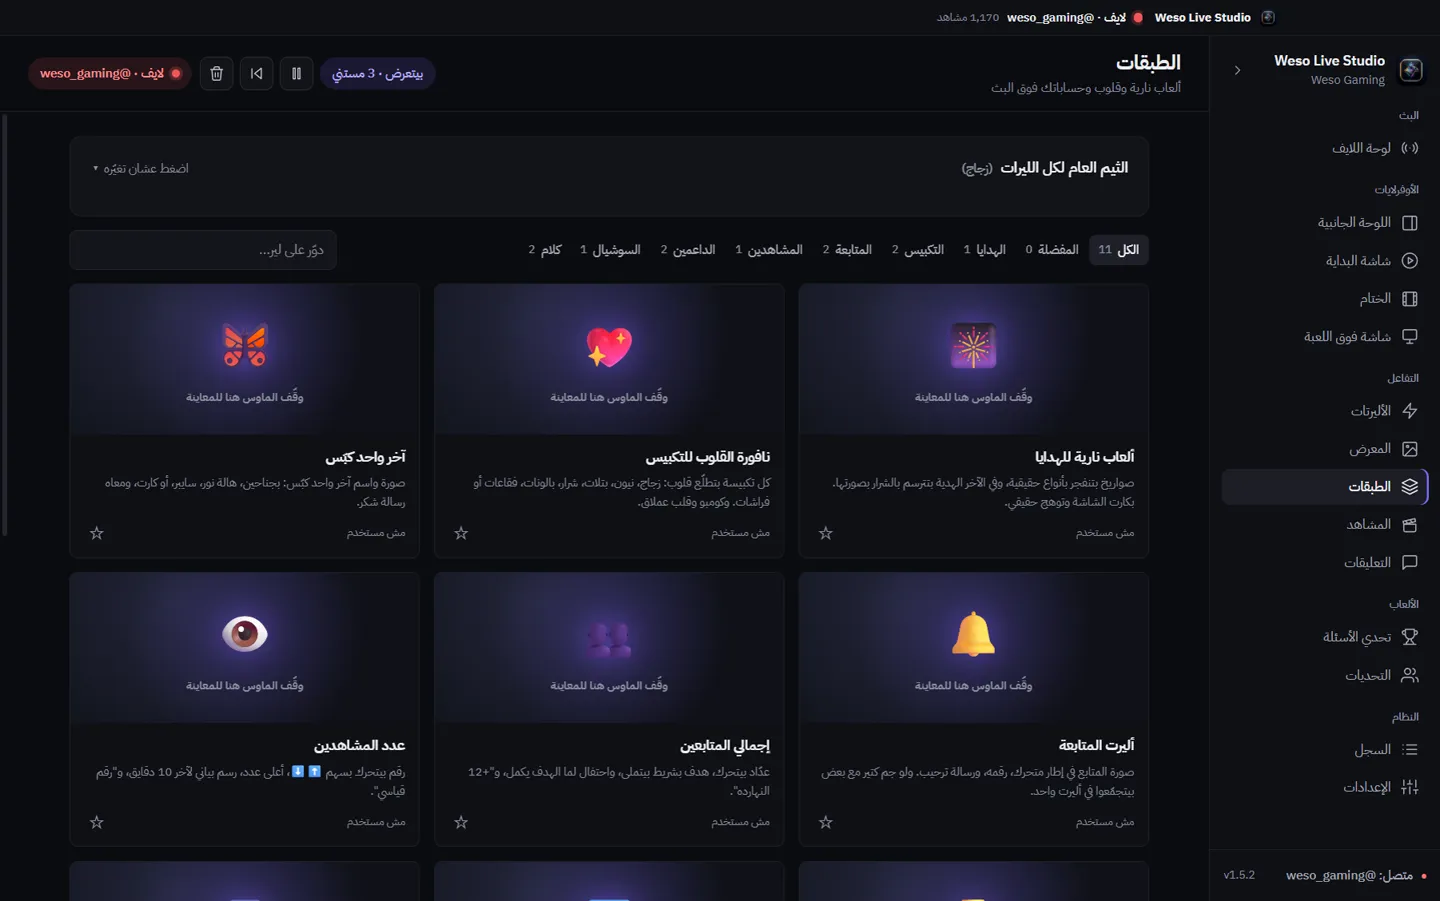 Weso Live Studio
لايف · @weso_gaming
1,170 مشاهد
Weso Live Studio
Weso Gaming
البث
لوحة اللايف
الأوفرلايات
اللوحة الجانبية
شاشة البداية
الختام
شاشة فوق اللعبة
التفاعل
الأليرتات
المعرض
الطبقات
المشاهد
التعليقات
الألعاب
تحدي الأسئلة
التحديات
النظام
السجل
الإعدادات
متصل: @weso_gaming
v1.5.2
الطبقات
ألعاب نارية وقلوب وحساباتك فوق البث
بيتعرض · 3 مستني
لايف · @weso_gaming
الثيم العام لكل الليرات (زجاج)
اضغط عشان تغيّره ▾
الكل 11
المفضلة 0
الهدايا 1
التكبيس 2
المتابعة 2
المشاهدين 1
الداعمين 2
السوشيال 1
كلام 2
دوّر على لير...
وقّف الماوس هنا للمعاينة
ألعاب نارية للهدايا
صواريخ بتنفجر بأنواع حقيقية، وفي الآخر الهدية بتترسم بالشرار بصورتها.
بكارت الشاشة وتوهج حقيقي.
مش مستخدم
وقّف الماوس هنا للمعاينة
نافورة القلوب للتكبيس
كل تكبيسة بتطلّع قلوب: زجاج، نيون، بتلات، شرار، بالونات، فقاعات أو
فراشات. وكومبو وقلب عملاق.
مش مستخدم
وقّف الماوس هنا للمعاينة
آخر واحد كبّس
صورة واسم آخر واحد كبّس: بجناحين، هالة نور، سايبر، أو كارت، ومعاه
رسالة شكر.
مش مستخدم
وقّف الماوس هنا للمعاينة
أليرت المتابعة
صورة المتابع في إطار متحرك، رقمه، ورسالة ترحيب. ولو جم كتير مع بعض
بيتجمّعوا في أليرت واحد.
مش مستخدم
وقّف الماوس هنا للمعاينة
إجمالي المتابعين
عدّاد بيتحرك، هدف بشريط بيتملى، واحتفال لما الهدف يكمل، و"+12
النهارده".
مش مستخدم
وقّف الماوس هنا للمعاينة
عدد المشاهدين
رقم بيتحرك بسهم ⬆️ ⬇️، أعلى عدد، رسم بياني لآخر 10 دقايق، و"رقم
قياسي".
مش مستخدم